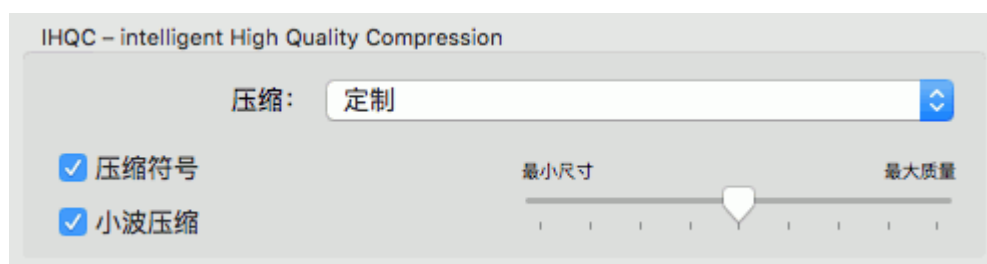 IHQC – intelligent High Quality Compression
压缩： 定制
压缩符号
最小尺寸 最大质量
小波压缩